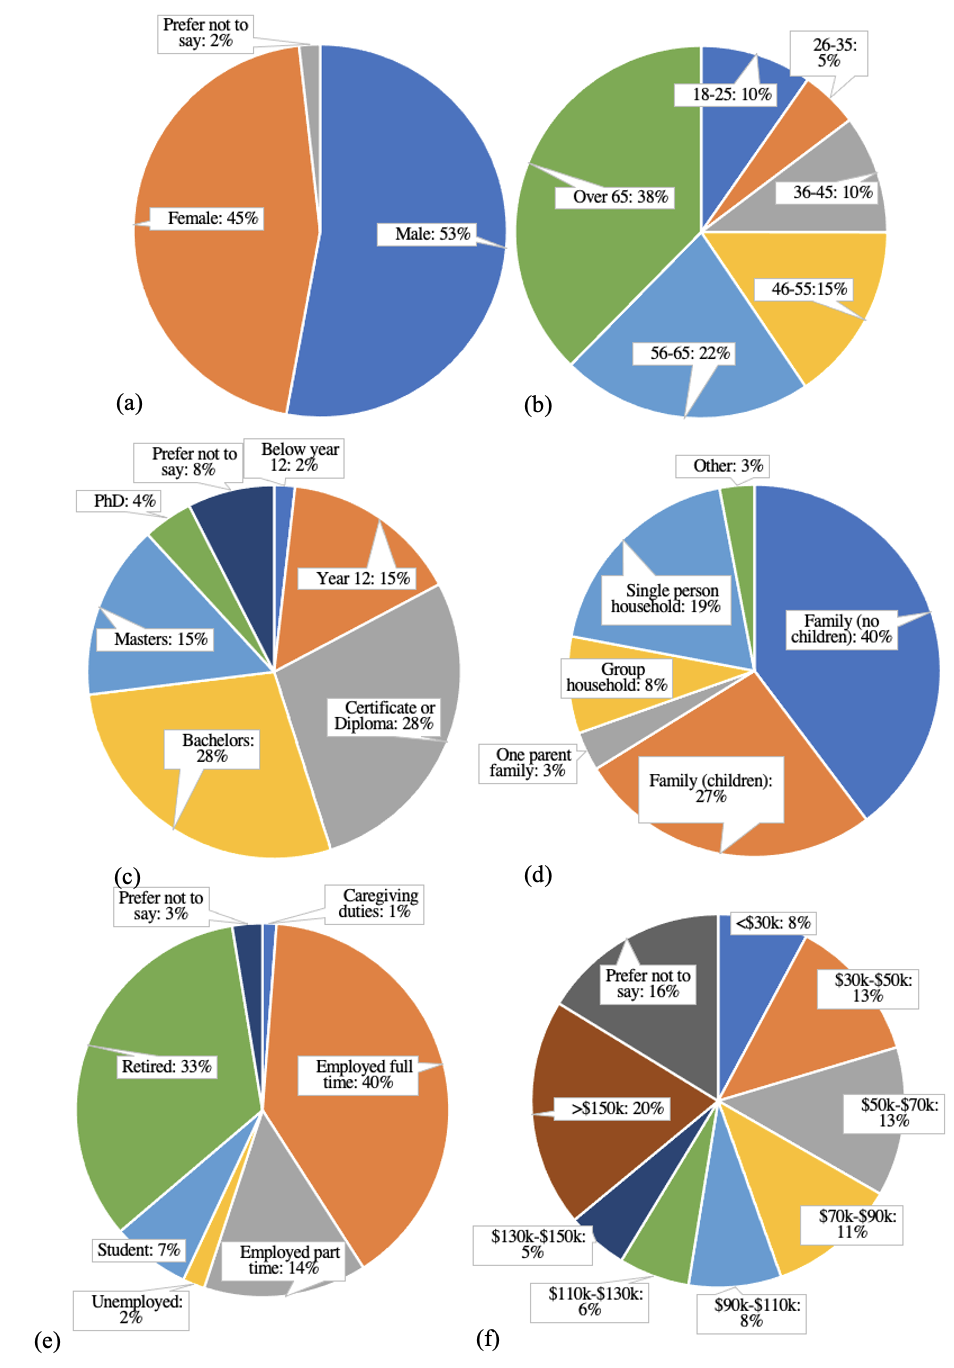 Prefer not to
say: 2%
Female: 45%
Male: 53%
(a)
26-35:
5%
18-25: 10%
36-45: 10%
Over 65: 38%
46-55:15%
56-65: 22%
(b)
Prefer not to
say: 8%
Below year
12: 2%
PhD: 4%
Year 12: 15%
Masters: 15%
Certificate or
Diploma: 28%
Bachelors:
28%
(c)
Other: 3%
Single person
household: 19%
Family (no
children): 40%
Group
household: 8%
One parent
family: 3%
Family (children):
27%
(d)
Prefer not to
say: 3%
Caregiving
duties: 1%
Retired: 33%
Employed full
time: 40%
Student: 7%
Employed part
time: 14%
Unemployed:
2%
(e)
<$30k: 8%
Prefer not to
say: 16%
$30k-$50k:
13%
>$150k: 20%
$50k-$70k:
13%
$70k-$90k:
11%
$130k-$150k:
5%
$110k-$130k:
6%
$90k-$110k:
8%
(f)